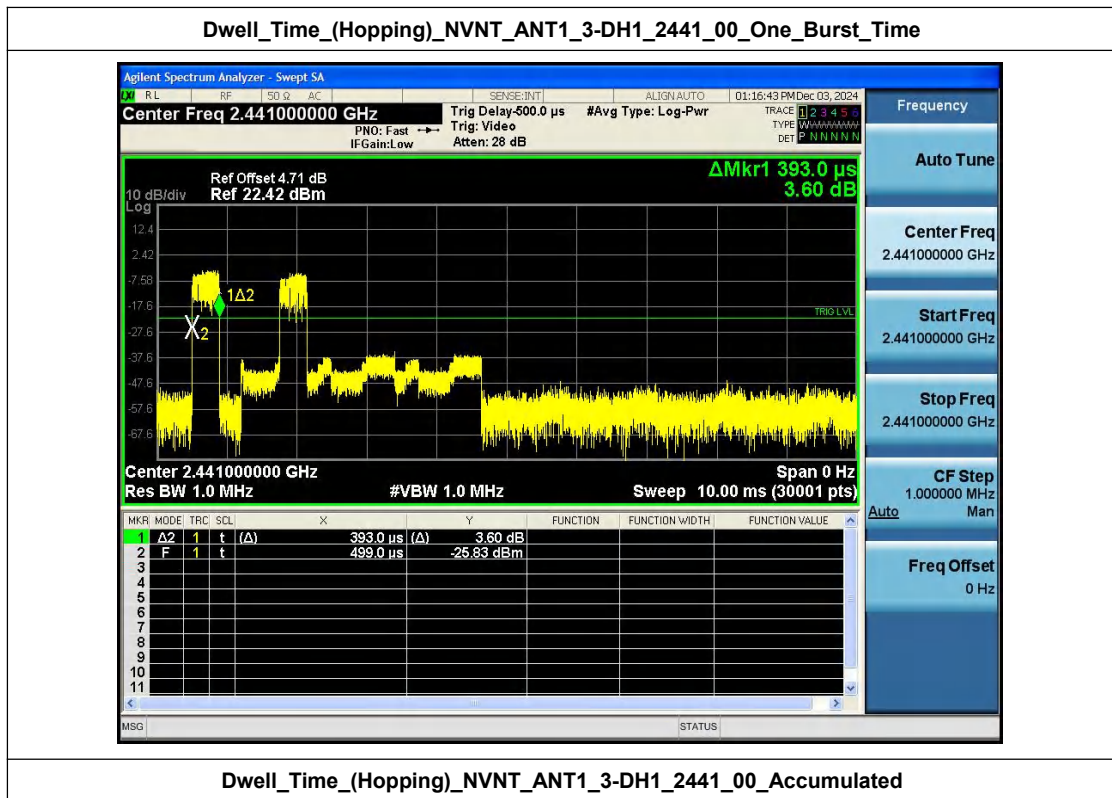 Dwell_Time_(Hopping)_NVNT_ANT1_3-DH1_2441_00_One_Burst_Time
Agilent Spectrum Analyzer - Swept SA
LXI RL RF 50 Ω AC SENSE:INT ALIGN AUTO 01:16:43 PM Dec 03, 2024
Center Freq 2.441000000 GHz Trig Delay-500.0 µs #Avg Type: Log-Pwr TRACE 1 2 3 4 5 6
PNO: Fast Trig: Video TYPE WWWWWW
IFGain:Low Atten: 28 dB DET P N N N N N
Frequency
Auto Tune
Center Freq
2.441000000 GHz
Start Freq
2.441000000 GHz
Stop Freq
2.441000000 GHz
CF Step
1.000000 MHz
Auto Man
Freq Offset
0 Hz
ΔMkr1 393.0 µs
3.60 dB
Ref Offset 4.71 dB
10 dB/div Ref 22.42 dBm
Log
12.4
2.42
-7.58
-17.6
-27.6
-37.6
-47.6
-57.6
-67.6
1Δ2
X2
TRIG LVL
Center 2.441000000 GHz Span 0 Hz
Res BW 1.0 MHz #VBW 1.0 MHz Sweep 10.00 ms (30001 pts)
MKR MODE TRC SCL X Y FUNCTION FUNCTION WIDTH FUNCTION VALUE
1 Δ2 1 t (Δ) 393.0 µs (Δ) 3.60 dB
2 F 1 t 499.0 µs -25.83 dBm
3
4
5
6
7
8
9
10
11
MSG STATUS
Dwell_Time_(Hopping)_NVNT_ANT1_3-DH1_2441_00_Accumulated